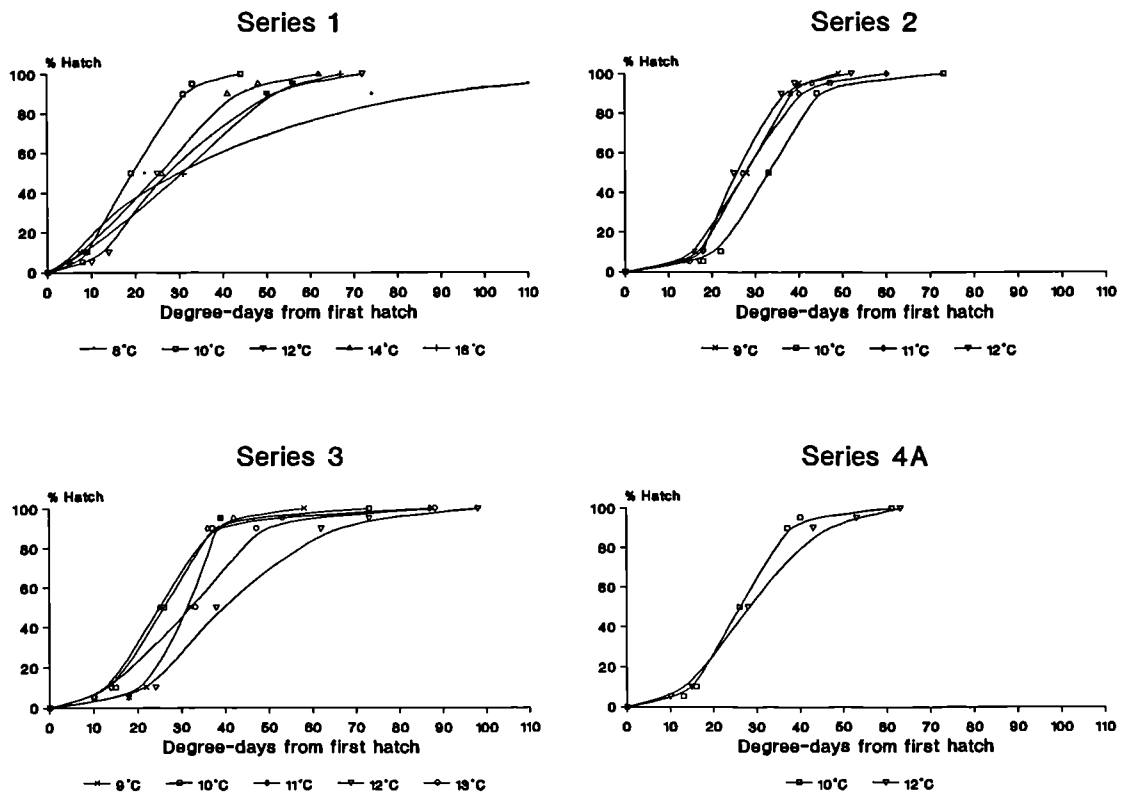 Series 1
% Hatch
100
80
60
40
20
0
0 10 20 30 40 50 60 70 80 90 100 110
Degree-days from first hatch
8°C 10°C 12°C 14°C 16°C
Series 2
% Hatch
100
80
60
40
20
0
0 10 20 30 40 50 60 70 80 90 100 110
Degree-days from first hatch
9°C 10°C 11°C 12°C
Series 3
% Hatch
100
80
60
40
20
0
0 10 20 30 40 50 60 70 80 90 100 110
Degree-days from first hatch
9°C 10°C 11°C 12°C 13°C
Series 4A
% Hatch
100
80
60
40
20
0
0 10 20 30 40 50 60 70 80 90 100 110
Degree-days from first hatch
10°C 12°C